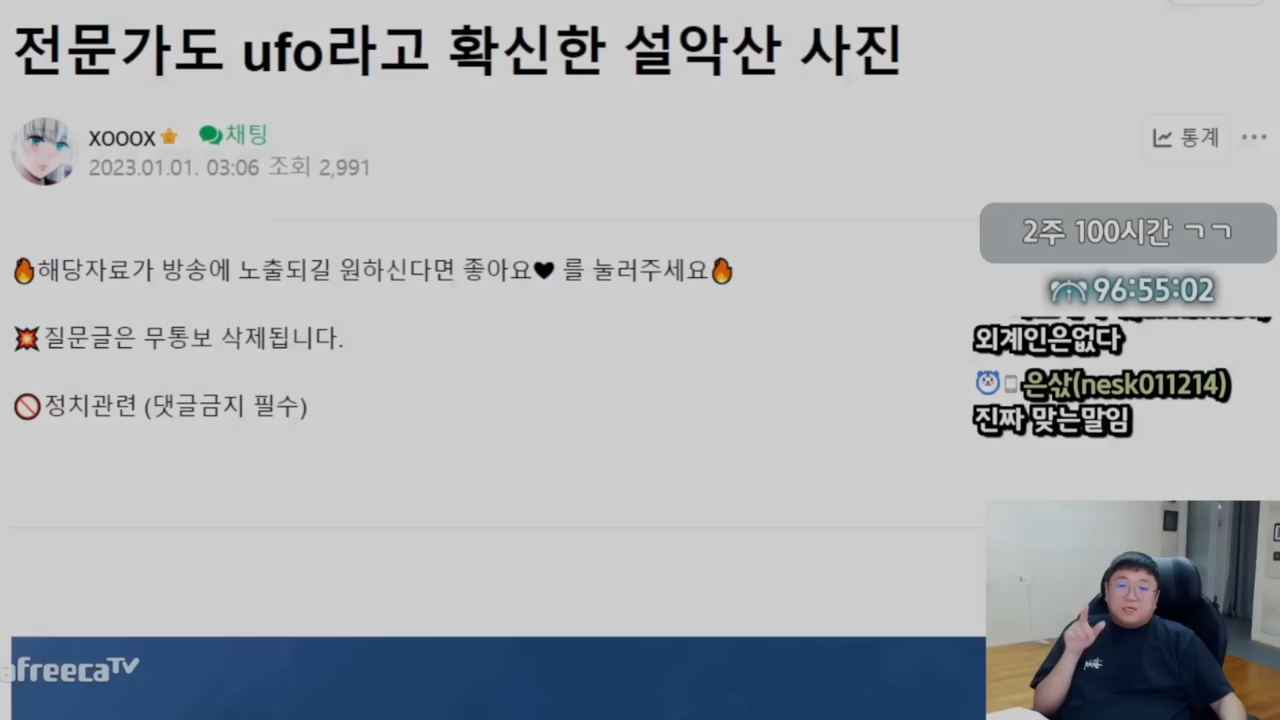 전문가도 ufo라고 확신한 설악산 사진
xooox 채팅
2023.01.01. 03:06 조회 2,991
통계
🔥해당자료가 방송에 노출되길 원하신다면 좋아요🖤 를 눌러주세요🔥
💥질문글은 무통보 삭제됩니다.
🚫정치관련 (댓글금지 필수)
2주 100시간 ㄱㄱ
96:55:02
외계인은없다
은삯(nesk011214)
진짜 맞는말임
afreecaTV